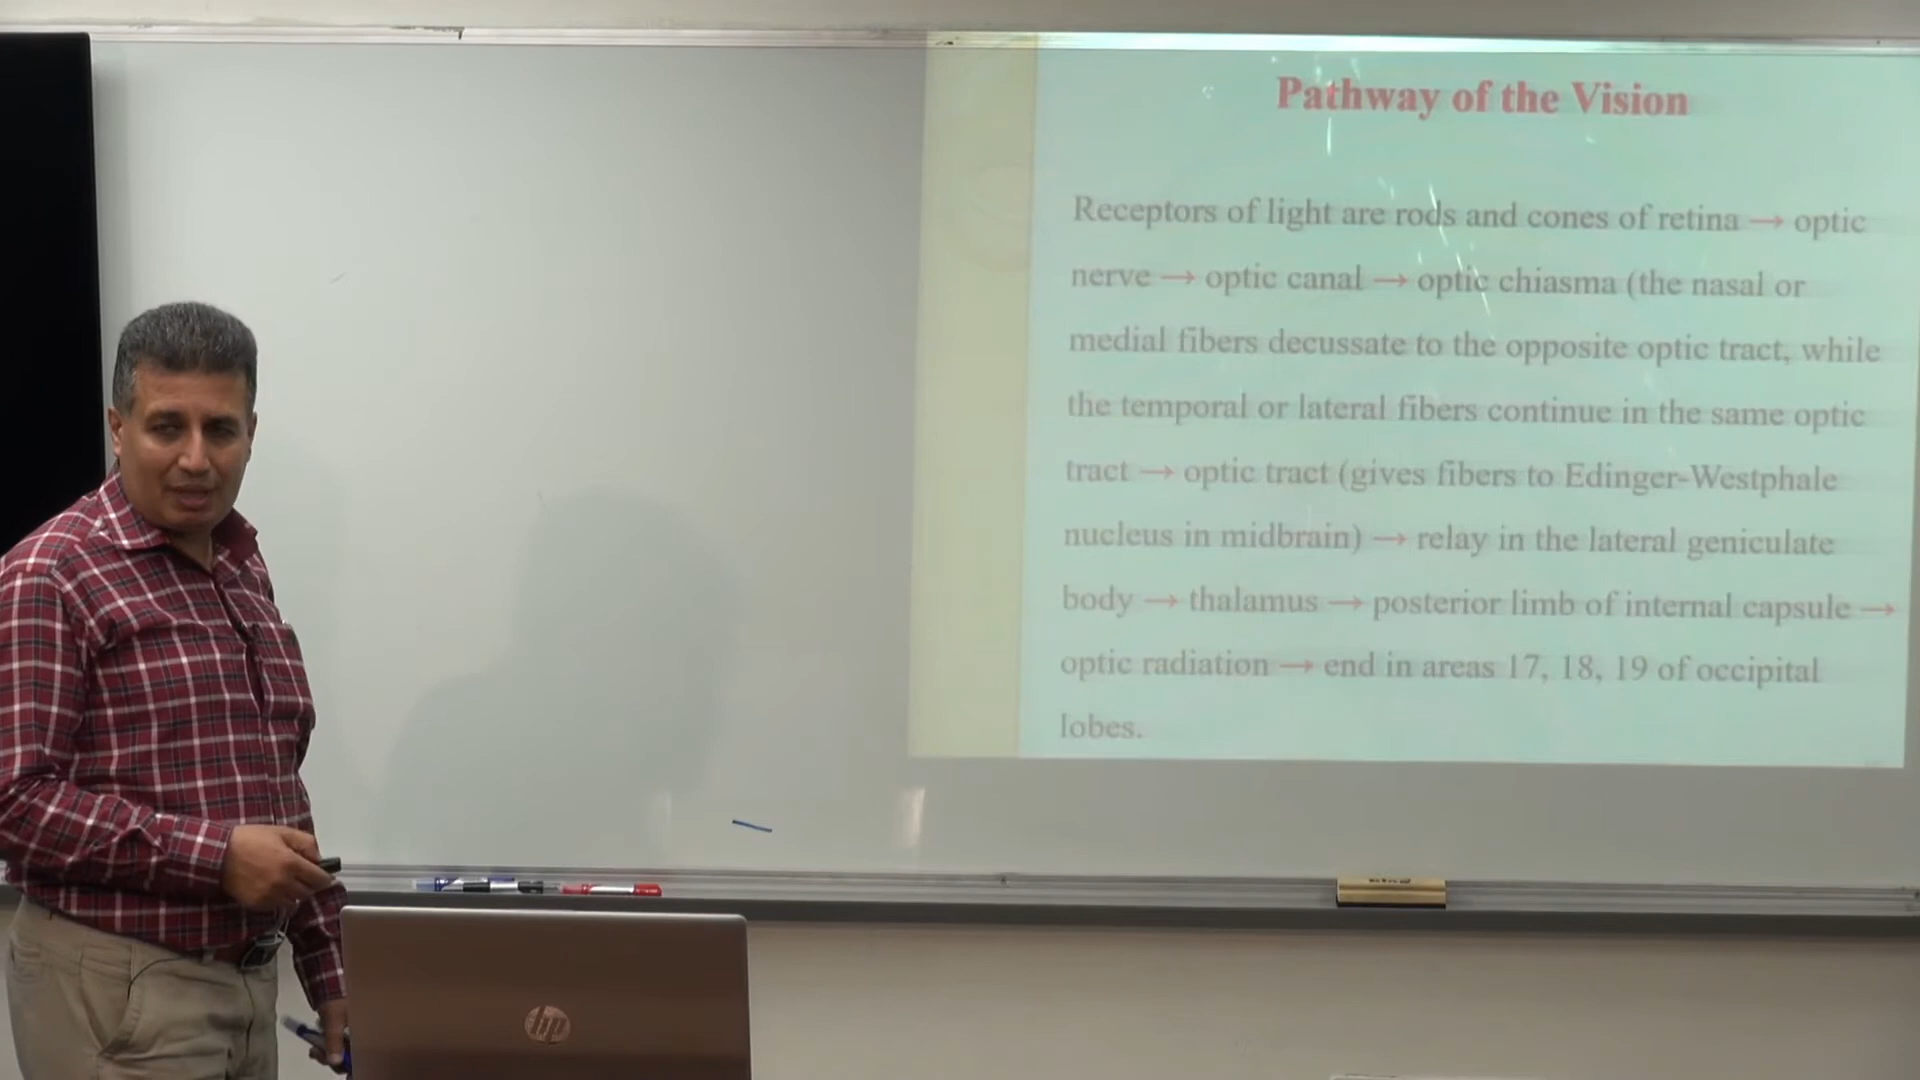 Pathway of the Vision
Receptors of light are rods and cones of retina → optic
nerve → optic canal → optic chiasma (the nasal or
medial fibers decussate to the opposite optic tract, while
the temporal or lateral fibers continue in the same optic
tract → optic tract (gives fibers to Edinger-Westphale
nucleus in midbrain) → relay in the lateral geniculate
body → thalamus → posterior limb of internal capsule →
optic radiation → end in areas 17, 18, 19 of occipital
lobes.
hp